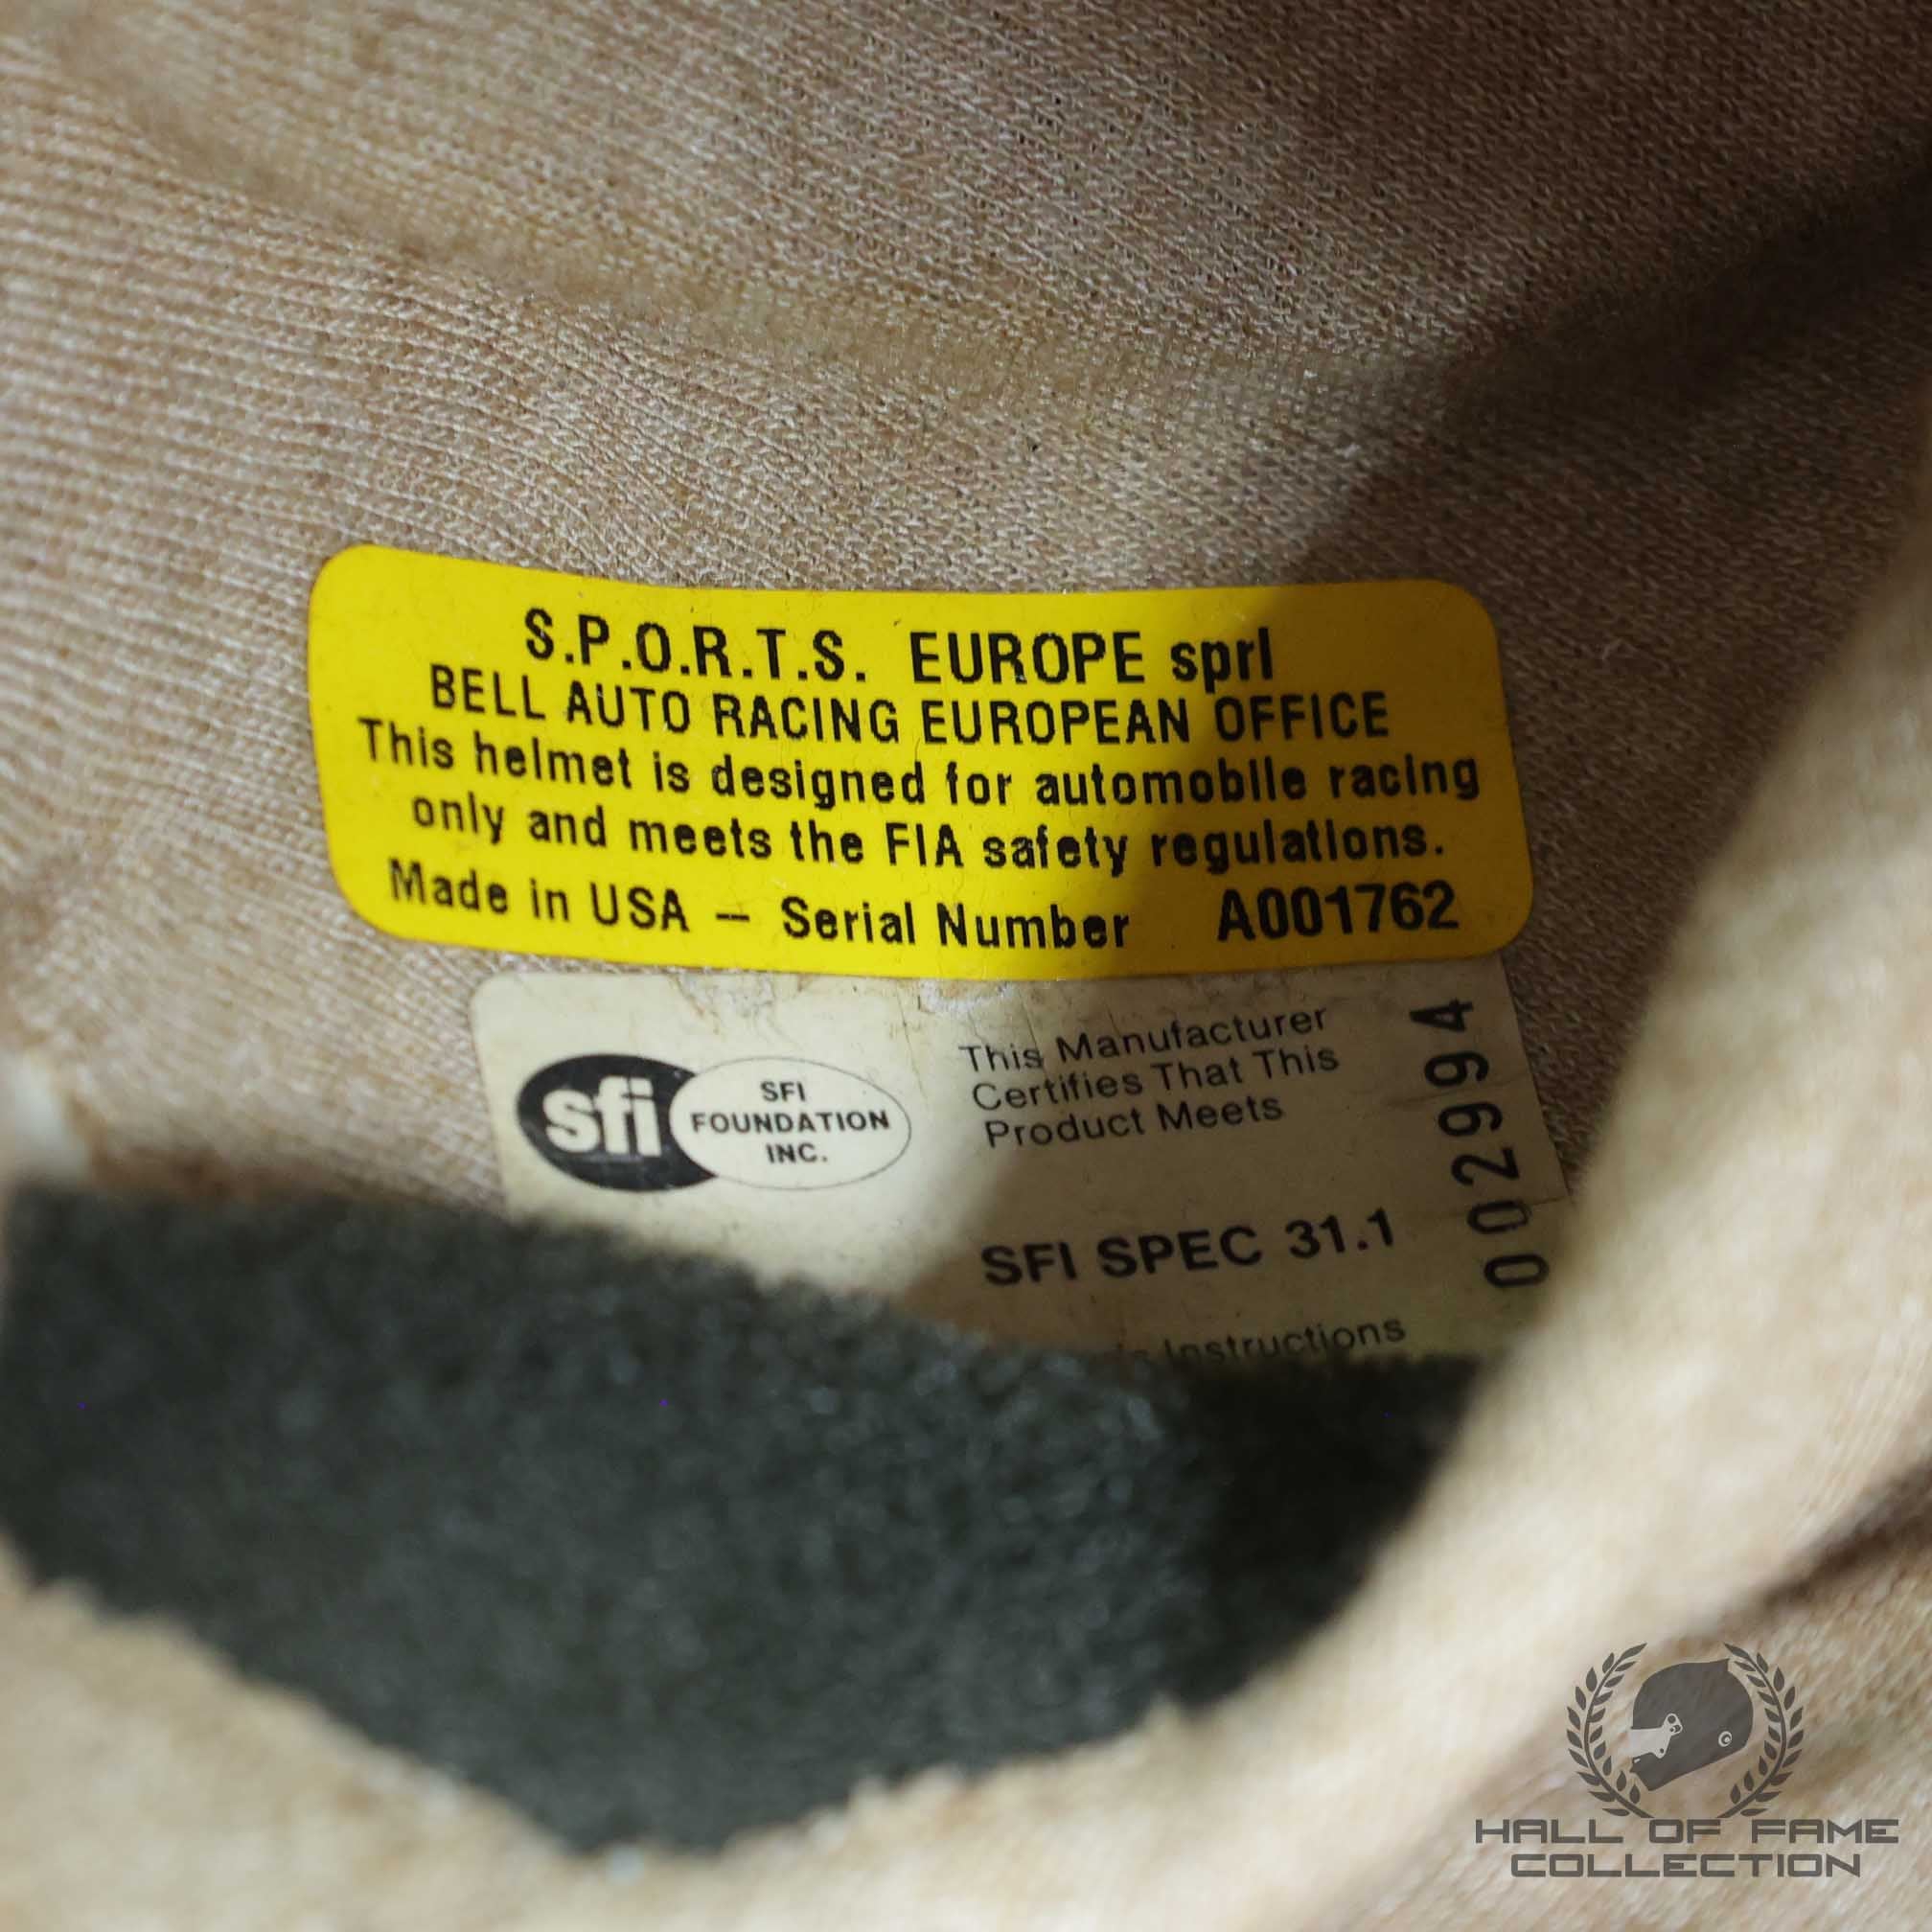 S.P.O.R.T.S. EUROPE sprl
BELL AUTO RACING EUROPEAN OFFICE
This helmet is designed for automobile racing
only and meets the FIA safety regulations.
Made in USA – Serial Number A001762
sfi
SFI
FOUNDATION
INC.
This Manufacturer
Certifies That This
Product Meets
SFI SPEC 31.1
Instructions
002994
HALL OF FAME
COLLECTION